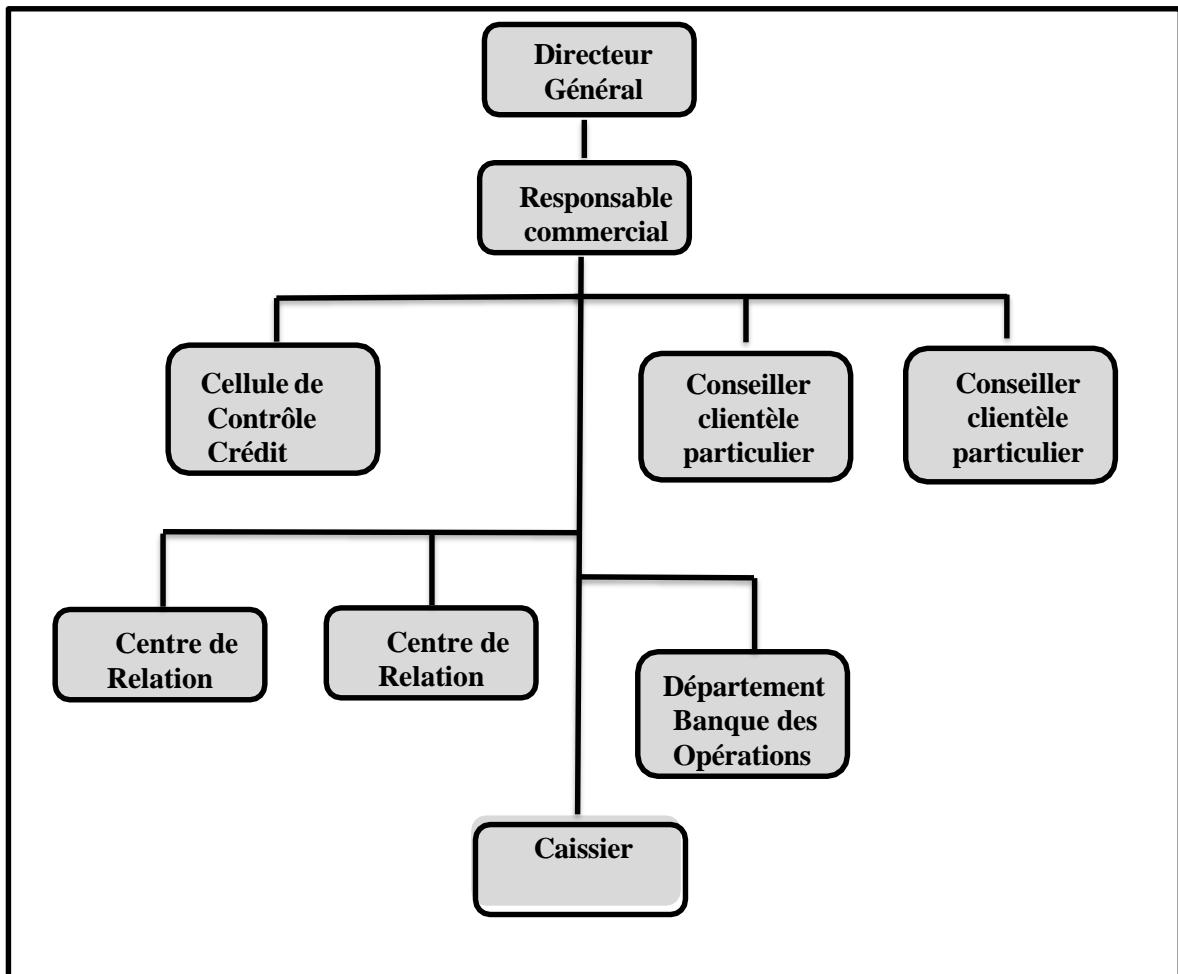 Directeur
Général
Responsable
commercial
Cellule de
Contrôle
Crédit
Conseiller
clientèle
particulier
Conseiller
clientèle
particulier
Centre de
Relation
Centre de
Relation
Département
Banque des
Opérations
Caissier